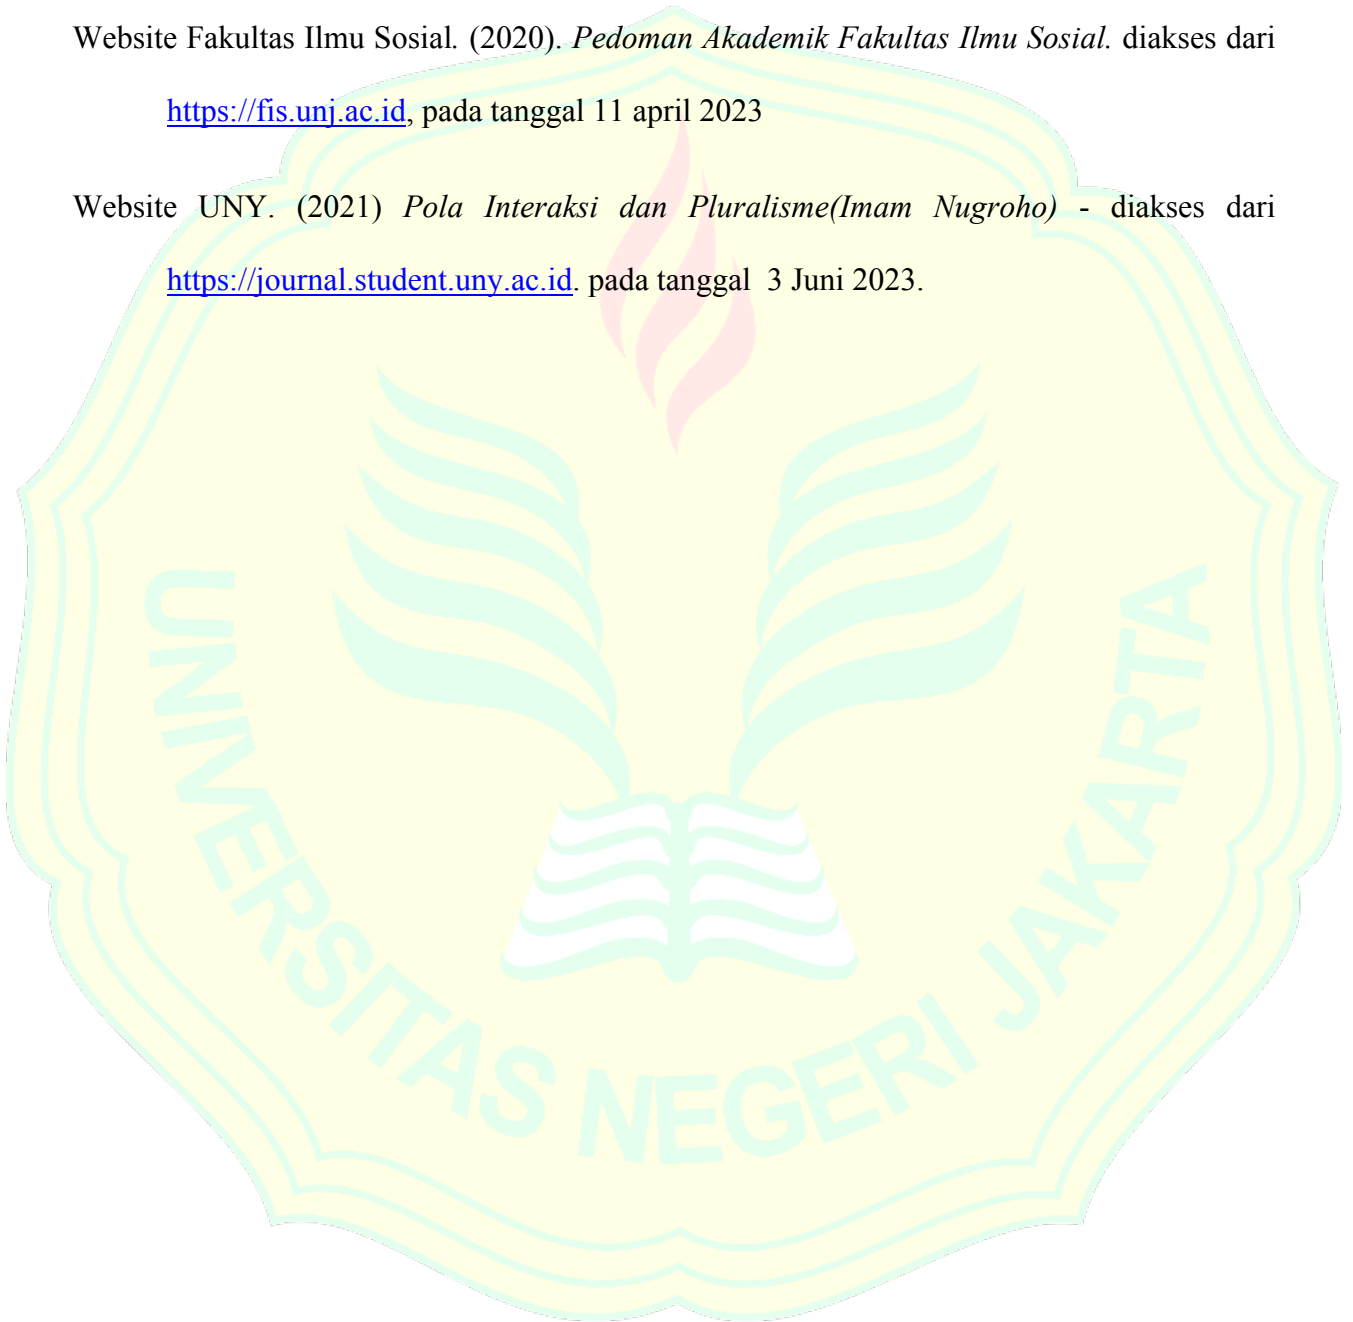 Website Fakultas Ilmu Sosial. (2020). Pedoman Akademik Fakultas Ilmu Sosial. diakses dari
https://fis.unj.ac.id, pada tanggal 11 april 2023
Website UNY. (2021) Pola Interaksi dan Pluralisme(Imam Nugroho) - diakses dari
https://journal.student.uny.ac.id. pada tanggal 3 Juni 2023.
UNIVERSITAS NEGERI JAKARTA